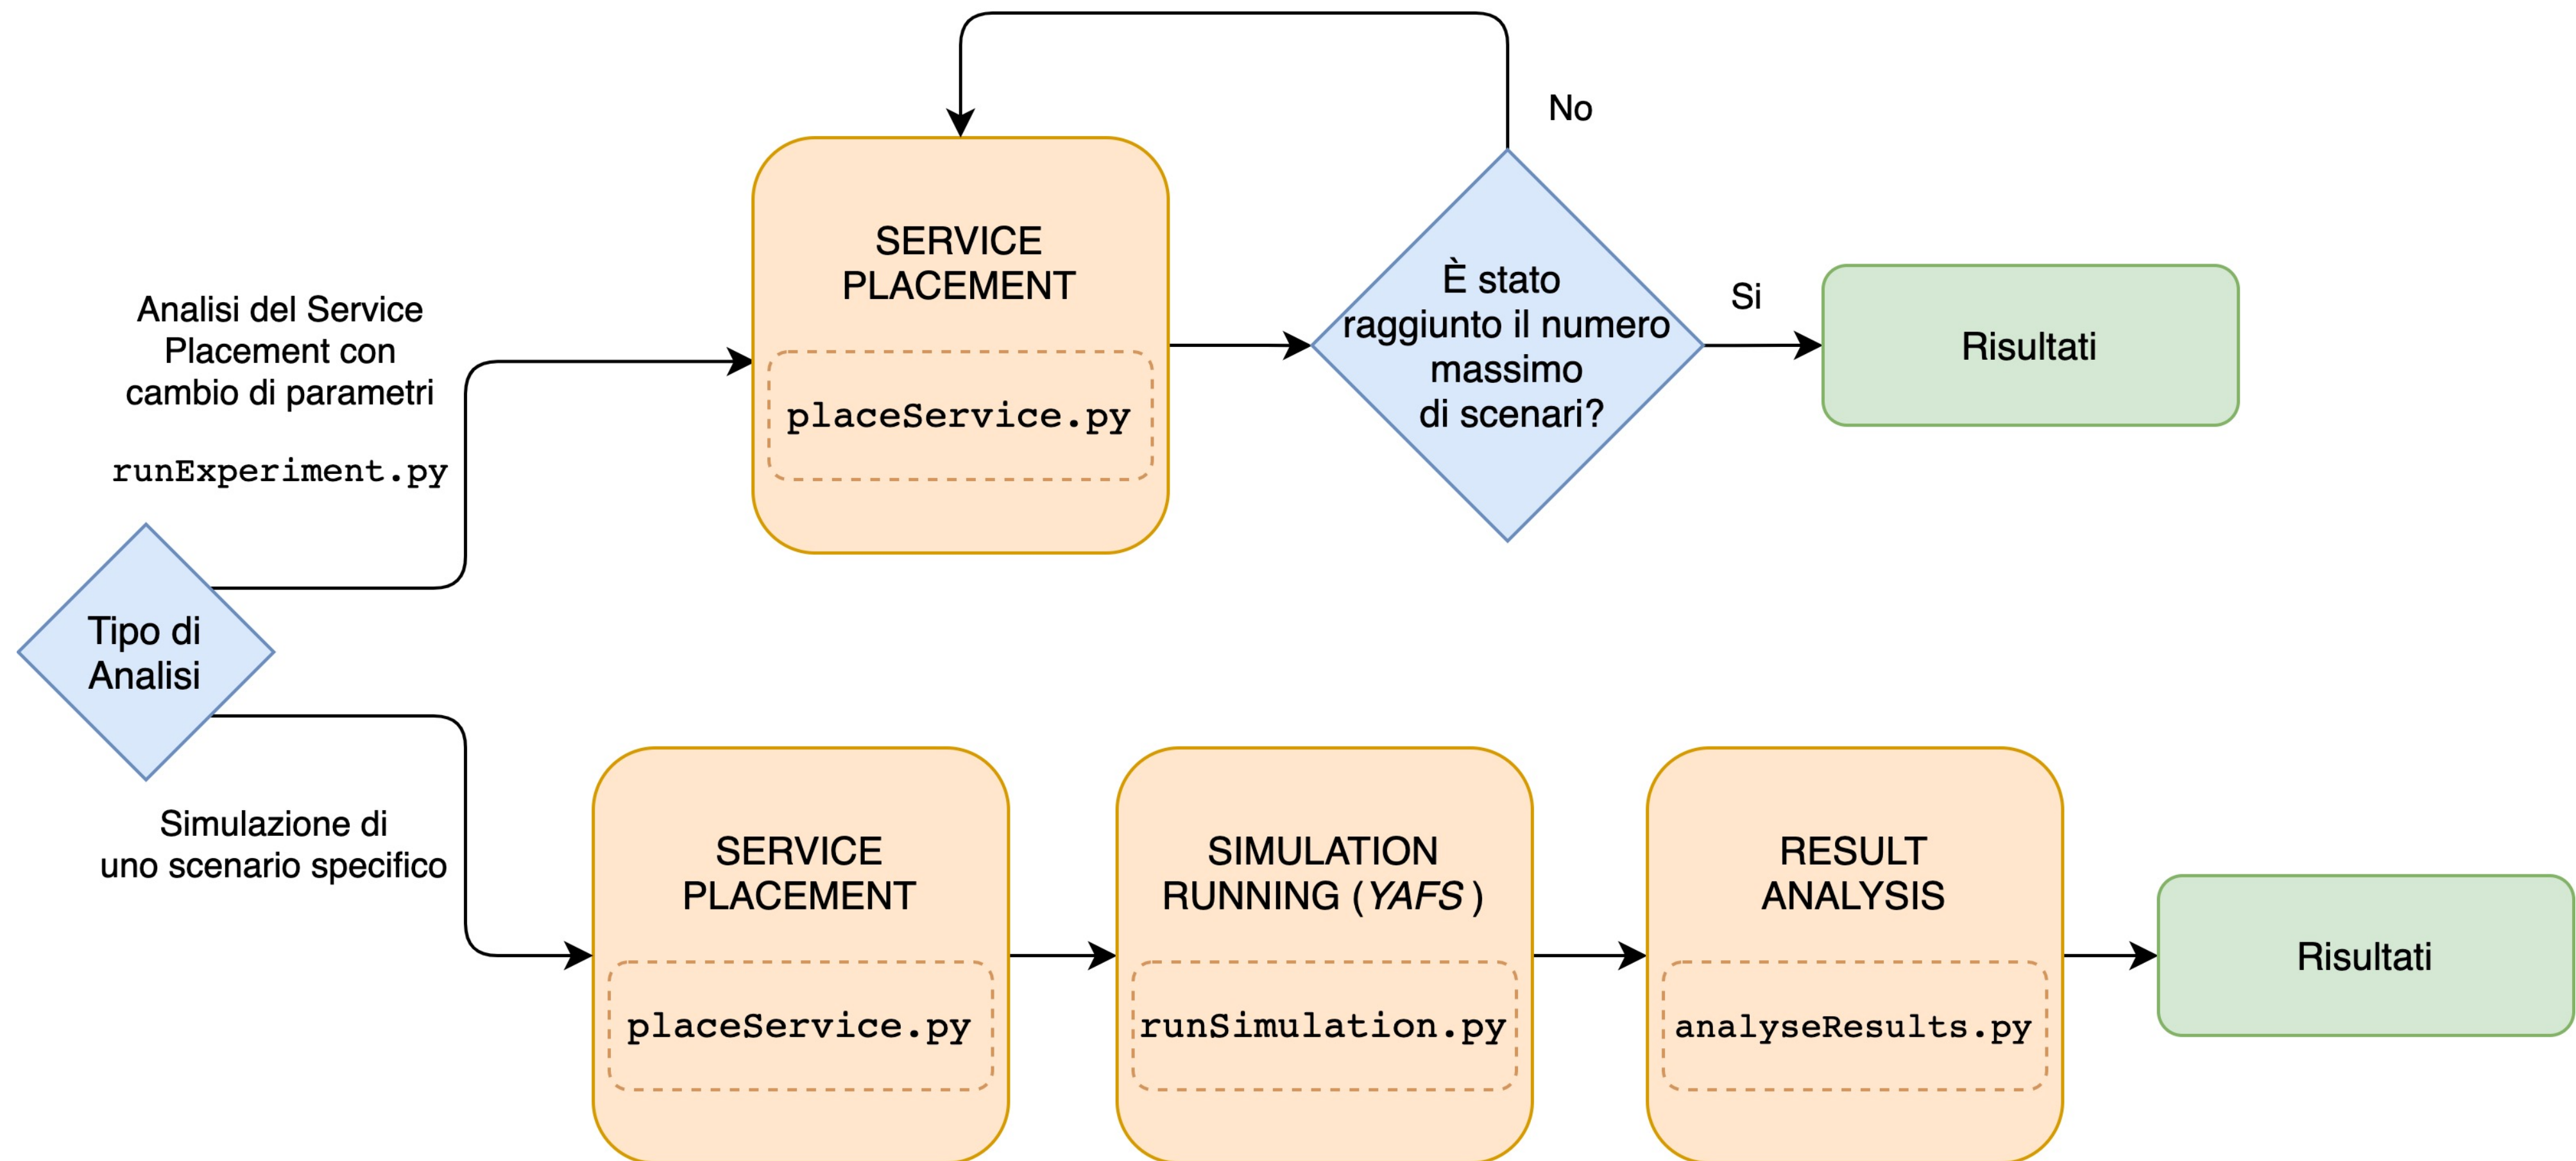 No
SERVICE
PLACEMENT
placeService.py
È stato
raggiunto il numero
massimo
di scenari?
Si
Risultati
Analisi del Service
Placement con
cambio di parametri
runExperiment.py
Tipo di
Analisi
Simulazione di
uno scenario specifico
SERVICE
PLACEMENT
placeService.py
SIMULATION
RUNNING (YAFS )
runSimulation.py
RESULT
ANALYSIS
analyseResults.py
Risultati